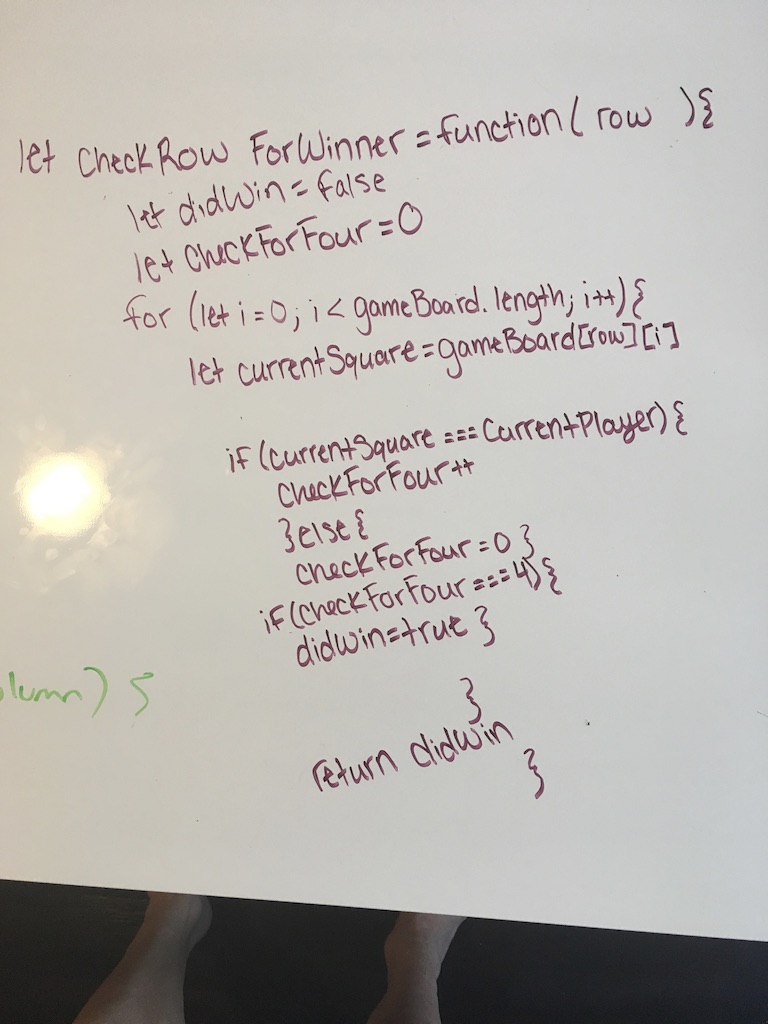 let CheckRow ForWinner = function( row ){
let didWin = false
let checkForFour = 0
for (let i = 0; i < gameBoard.length; i++){
let currentSquare = gameBoard[row][i]
if (currentSquare === CurrentPlayer) {
checkForFour++
}else{
checkForFour = 0 }
if (checkForFour === 4){
didWin = true }
}
return didWin
}
olumn) {